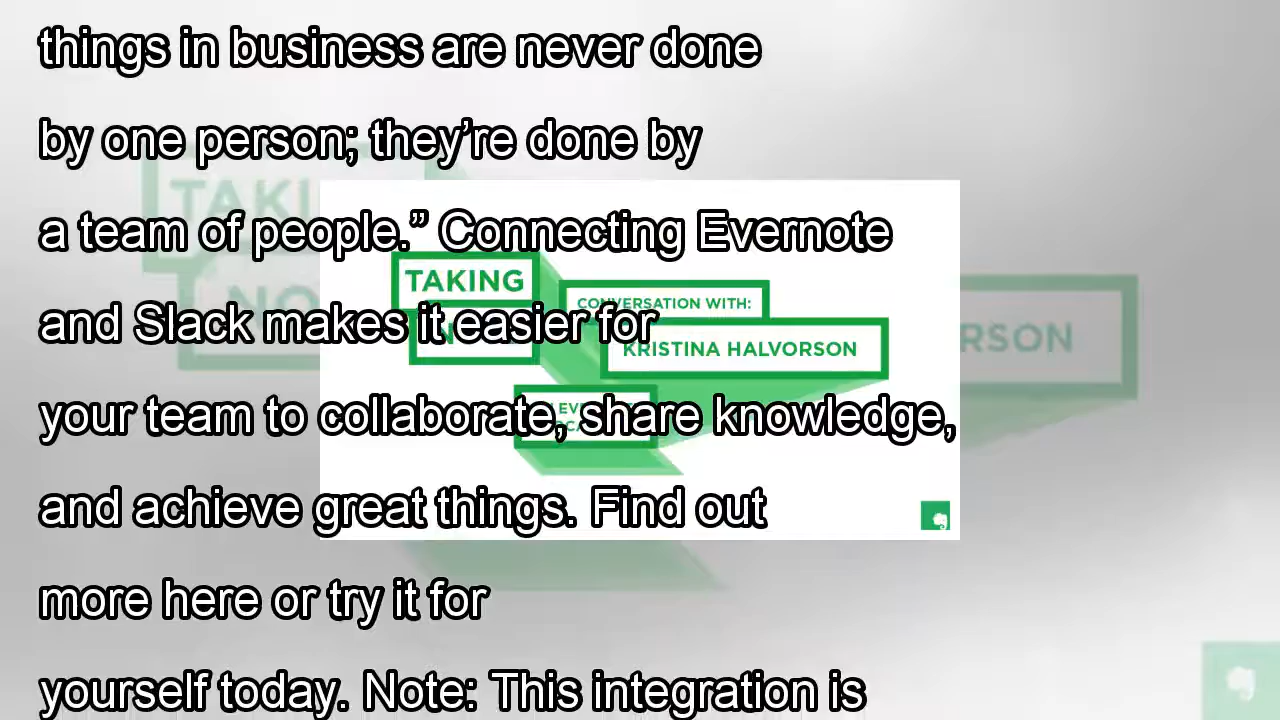 things in business are never done
by one person; they’re done by
a team of people.” Connecting Evernote
and Slack makes it easier for
your team to collaborate, share knowledge,
and achieve great things. Find out
more here or try it for
yourself today. Note: This integration is
TAKING
CONVERSATION WITH:
KRISTINA HALVORSON